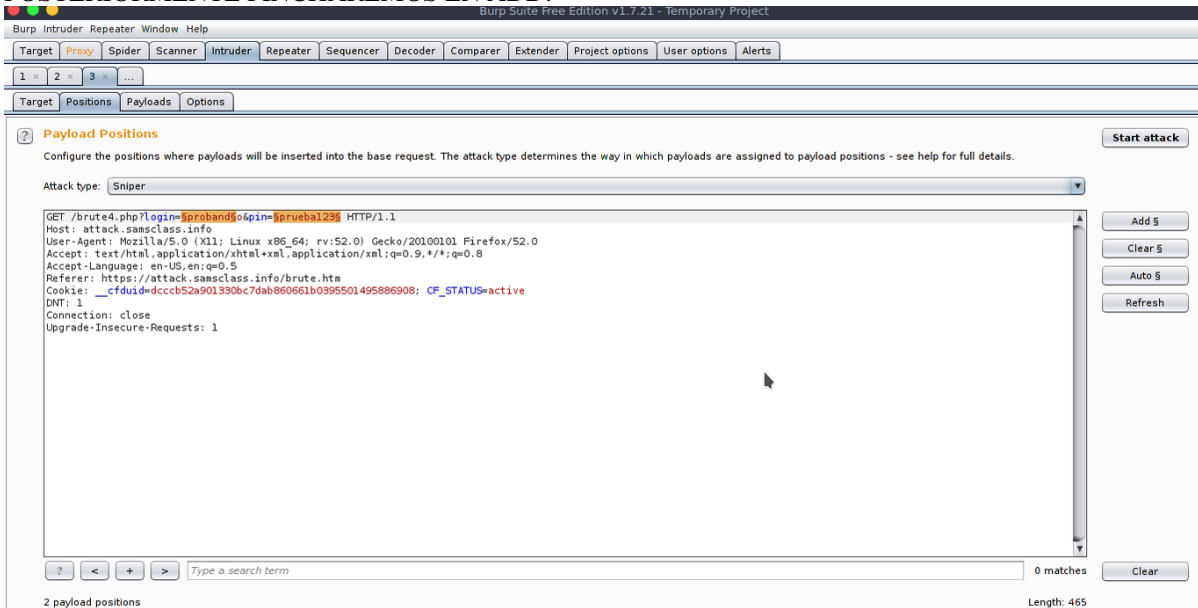 POSTERIORMENTE PINCHAREMOS EN ADD.
Burp Suite Free Edition v1.7.21 - Temporary Project
Burp Intruder Repeater Window Help
Target Proxy Spider Scanner Intruder Repeater Sequencer Decoder Comparer Extender Project options User options Alerts
1 × 2 × 3 × ...
Target Positions Payloads Options
? Payload Positions
Start attack
Configure the positions where payloads will be inserted into the base request. The attack type determines the way in which payloads are assigned to payload positions - see help for full details.
Attack type: Sniper
GET /brute4.php?login=§proband§o&pin=§prueba123§ HTTP/1.1
Host: attack.samsclass.info
User-Agent: Mozilla/5.0 (X11; Linux x86_64; rv:52.0) Gecko/20100101 Firefox/52.0
Accept: text/html,application/xhtml+xml,application/xml;q=0.9,*/*;q=0.8
Accept-Language: en-US,en;q=0.5
Referer: https://attack.samsclass.info/brute.htm
Cookie: __cfduid=dcccb52a901330bc7dab860661b0395501495886908; CF_STATUS=active
DNT: 1
Connection: close
Upgrade-Insecure-Requests: 1
Add §
Clear §
Auto §
Refresh
? < + > Type a search term
0 matches
Clear
2 payload positions
Length: 465